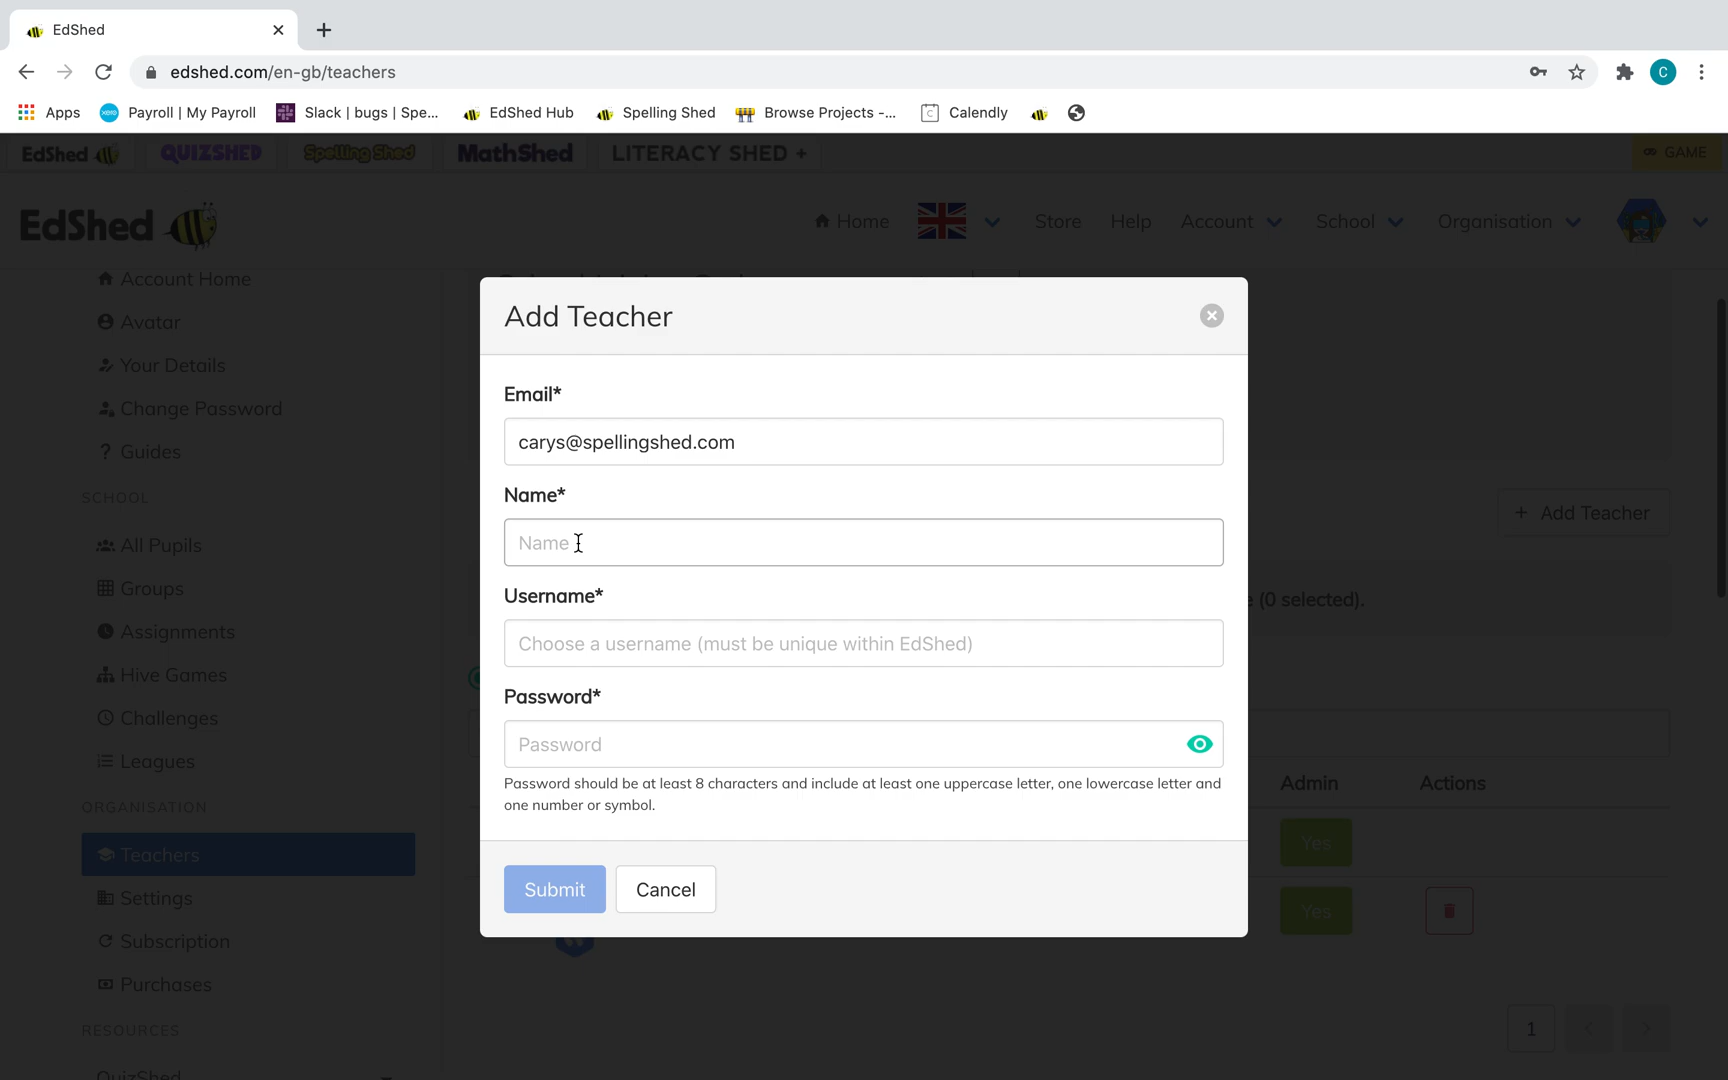 EdShed
edshed.com/en-gb/teachers
C
Apps
Payroll | My Payroll
Slack | bugs | Spe...
EdShed Hub
Spelling Shed
Browse Projects -...
Calendly
EdShed
QUIZSHED
Spelling Shed
MathShed
LITERACY SHED +
GAME
EdShed
Home
Store
Help
Account
School
Organisation
Account Home
Avatar
Your Details
Change Password
? Guides
SCHOOL
All Pupils
Groups
Assignments
Hive Games
Challenges
Leagues
ORGANISATION
Teachers
Settings
Subscription
Purchases
RESOURCES
QuizShed
Add Teacher
Email*
carys@spellingshed.com
Name*
Name
Username*
Choose a username (must be unique within EdShed)
Password*
Password
Password should be at least 8 characters and include at least one uppercase letter, one lowercase letter and
one number or symbol.
Submit
Cancel
+ Add Teacher
(0 selected).
Admin
Actions
Yes
Yes
1